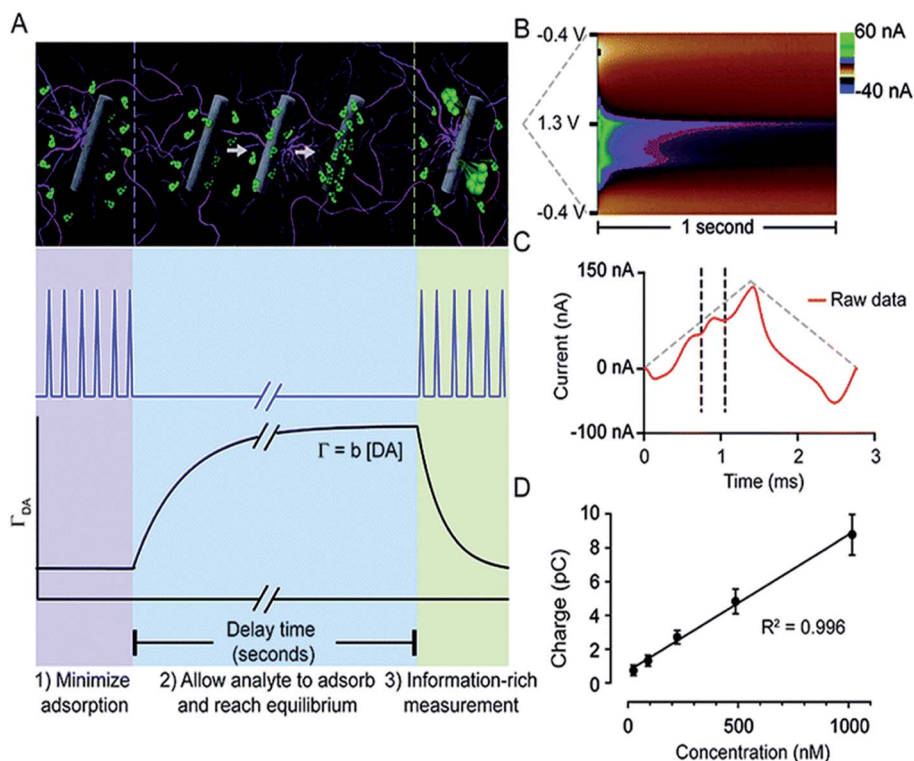 A
Γ = b [DA]
ΓDA
Delay time
(seconds)
1) Minimize
adsorption
2) Allow analyte to adsorb
and reach equilibrium
3) Information-rich
measurement
B
-0.4 V
1.3 V
-0.4 V
60 nA
-40 nA
1 second
C
150 nA
0 nA
-100 nA
Current (nA)
Raw data
0
1
2
3
Time (ms)
D
10
8
6
4
2
0
Charge (pC)
R² = 0.996
0
500
1000
Concentration (nM)